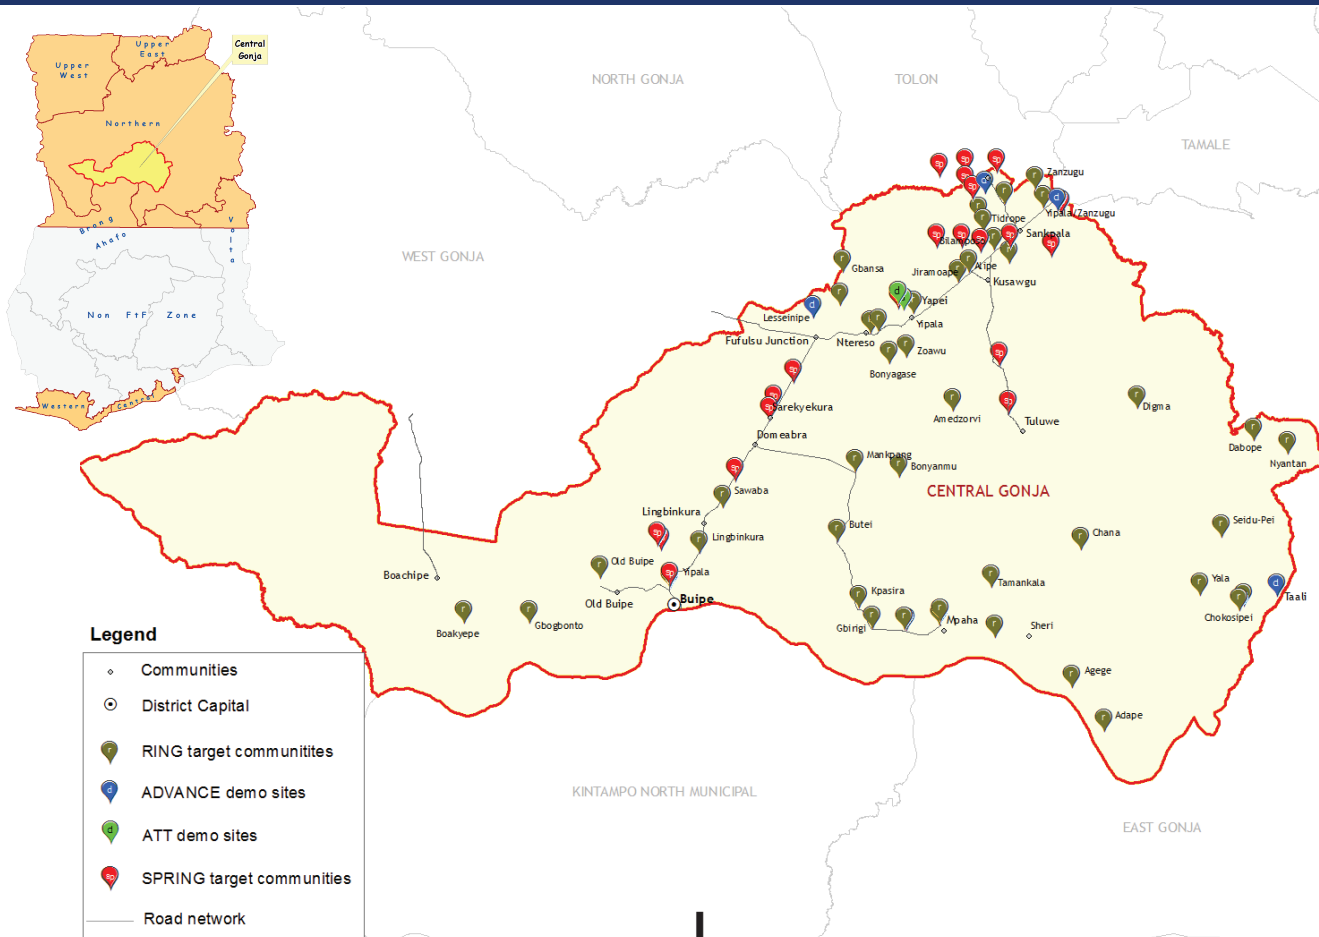 Central
Gonja
Upper
East
Upper
West
Northern
Brong
Ahafo
Volta
Non FtF Zone
Western
Central
NORTH GONJA
TOLON
TAMALE
WEST GONJA
Zanzugu
Yipala/Zanzugu
Tidrope
Sankpala
Bilamposo
Alipe
Jiramoape
Kusawgu
Gbansa
Lesseinipe
Yapei
Yipala
Fufulsu Junction
Ntereso
Zoawu
Bonyagase
Sarekyekura
Amedzorvi
Tuluwe
Digma
Dabope
Nyantan
Domeabra
Mankpang
Bonyanmu
CENTRAL GONJA
Sawaba
Lingbinkura
Lingbinkura
Butei
Chana
Seidu-Pei
Old Buipe
Yipala
Boachipe
Old Buipe
Buipe
Kpasira
Tamankala
Yala
Taali
Chokosipei
Boakyepe
Gbogbonto
Gbirigi
Mpaha
Sheri
Agege
Adape
KINTAMPO NORTH MUNICIPAL
EAST GONJA
Legend
Communities
District Capital
r RING target communitites
d ADVANCE demo sites
d ATT demo sites
sp SPRING target communities
Road network